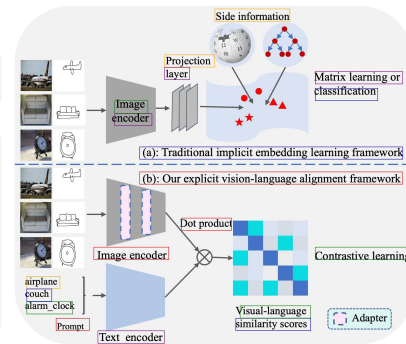 Side information
Projection
layer
Image
encoder
Matrix learning or
classification
(a): Traditional implicit embedding learning framework
(b): Our explicit vision-language alignment framework
Dot product
Image encoder
Contrastive learning
airplane
couch
alarm_clock
Prompt
Text encoder
Visual-language
similarity scores
Adapter